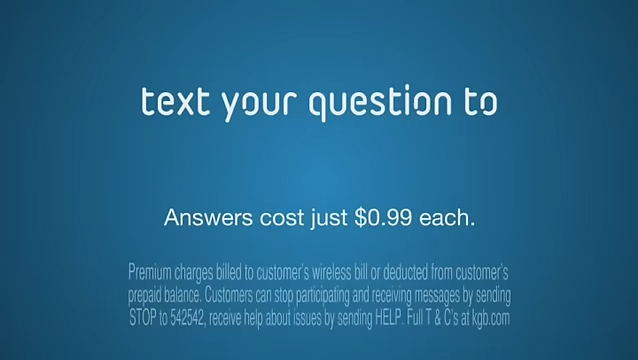 text your question to
Answers cost just $0.99 each.
Premium charges billed to customer's wireless bill or deducted from customer's
prepaid balance. Customers can stop participating and receiving messages by sending
STOP to 542542, receive help about issues by sending HELP. Full T & C's at kgb.com